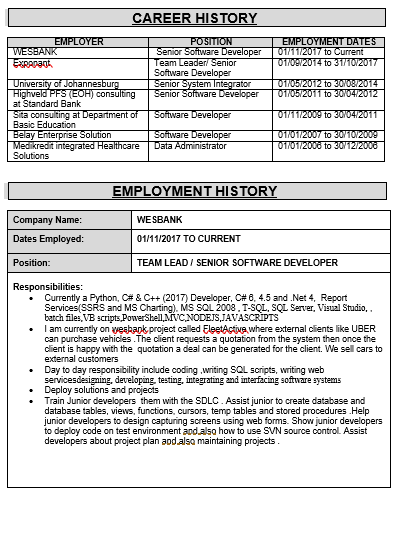 CAREER HISTORY
EMPLOYER POSITION EMPLOYMENT DATES
WESBANK Senior Software Developer 01/11/2017 to Current
Exponant Team Leader/ Senior 01/09/2014 to 31/10/2017
Software Developer
University of Johannesburg Senior System Integrator 01/05/2012 to 30/08/2014
Highveld PFS (EOH) consulting Senior Software Developer 01/05/2011 to 30/04/2012
at Standard Bank
Sita consulting at Department of Software Developer 01/11/2009 to 30/04/2011
Basic Education
Belay Enterprise Solution Software Developer 01/01/2007 to 30/10/2009
Medikredit integrated Healthcare Data Administrator 01/01/2006 to 30/12/2006
Solutions
EMPLOYMENT HISTORY
Company Name: WESBANK
Dates Employed: 01/11/2017 TO CURRENT
Position: TEAM LEAD / SENIOR SOFTWARE DEVELOPER
Responsibilities:
• Currently a Python, C# & C++ (2017) Developer, C# 6, 4.5 and .Net 4, Report
Services(SSRS and MS Charting), MS SQL 2008 , T-SQL, SQL Server, Visual Studio, ,
batch files,VB scripts,PowerShell,MVC,NODEJS,JAVASCRIPTS
• I am currently on wesbank project called FleetActive,where external clients like UBER
can purchase vehicles .The client requests a quotation from the system then once the
client is happy with the quotation a deal can be generated for the client. We sell cars to
external customers
• Day to day responsibility include coding ,writing SQL scripts, writing web
servicesdesigning, developing, testing, integrating and interfacing software systems
• Deploy solutions and projects
• Train Junior developers them with the SDLC . Assist junior to create database and
database tables, views, functions, cursors, temp tables and stored procedures .Help
junior developers to design capturing screens using web forms. Show junior developers
to deploy code on test environment and also how to use SVN source control. Assist
developers about project plan and also maintaining projects .